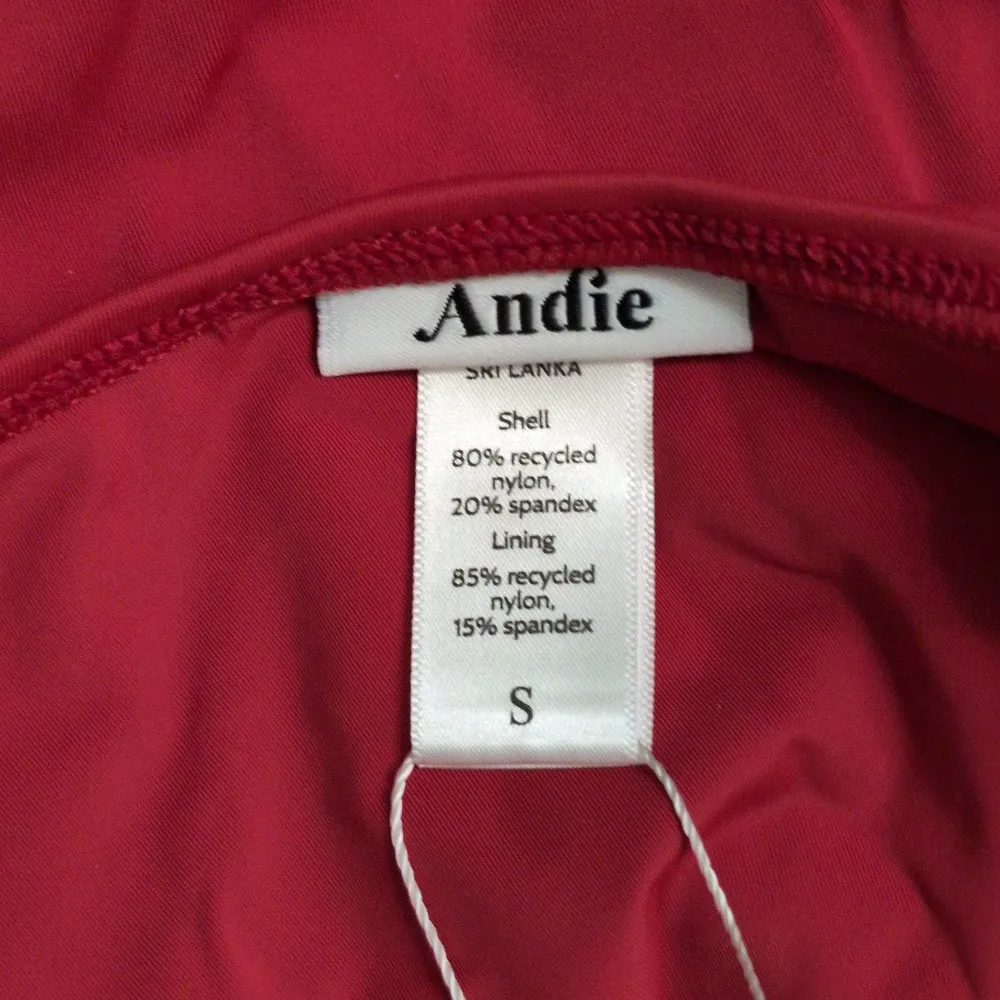 Andie
SRI LANKA
Shell
80% recycled
nylon,
20% spandex
Lining
85% recycled
nylon,
15% spandex
S